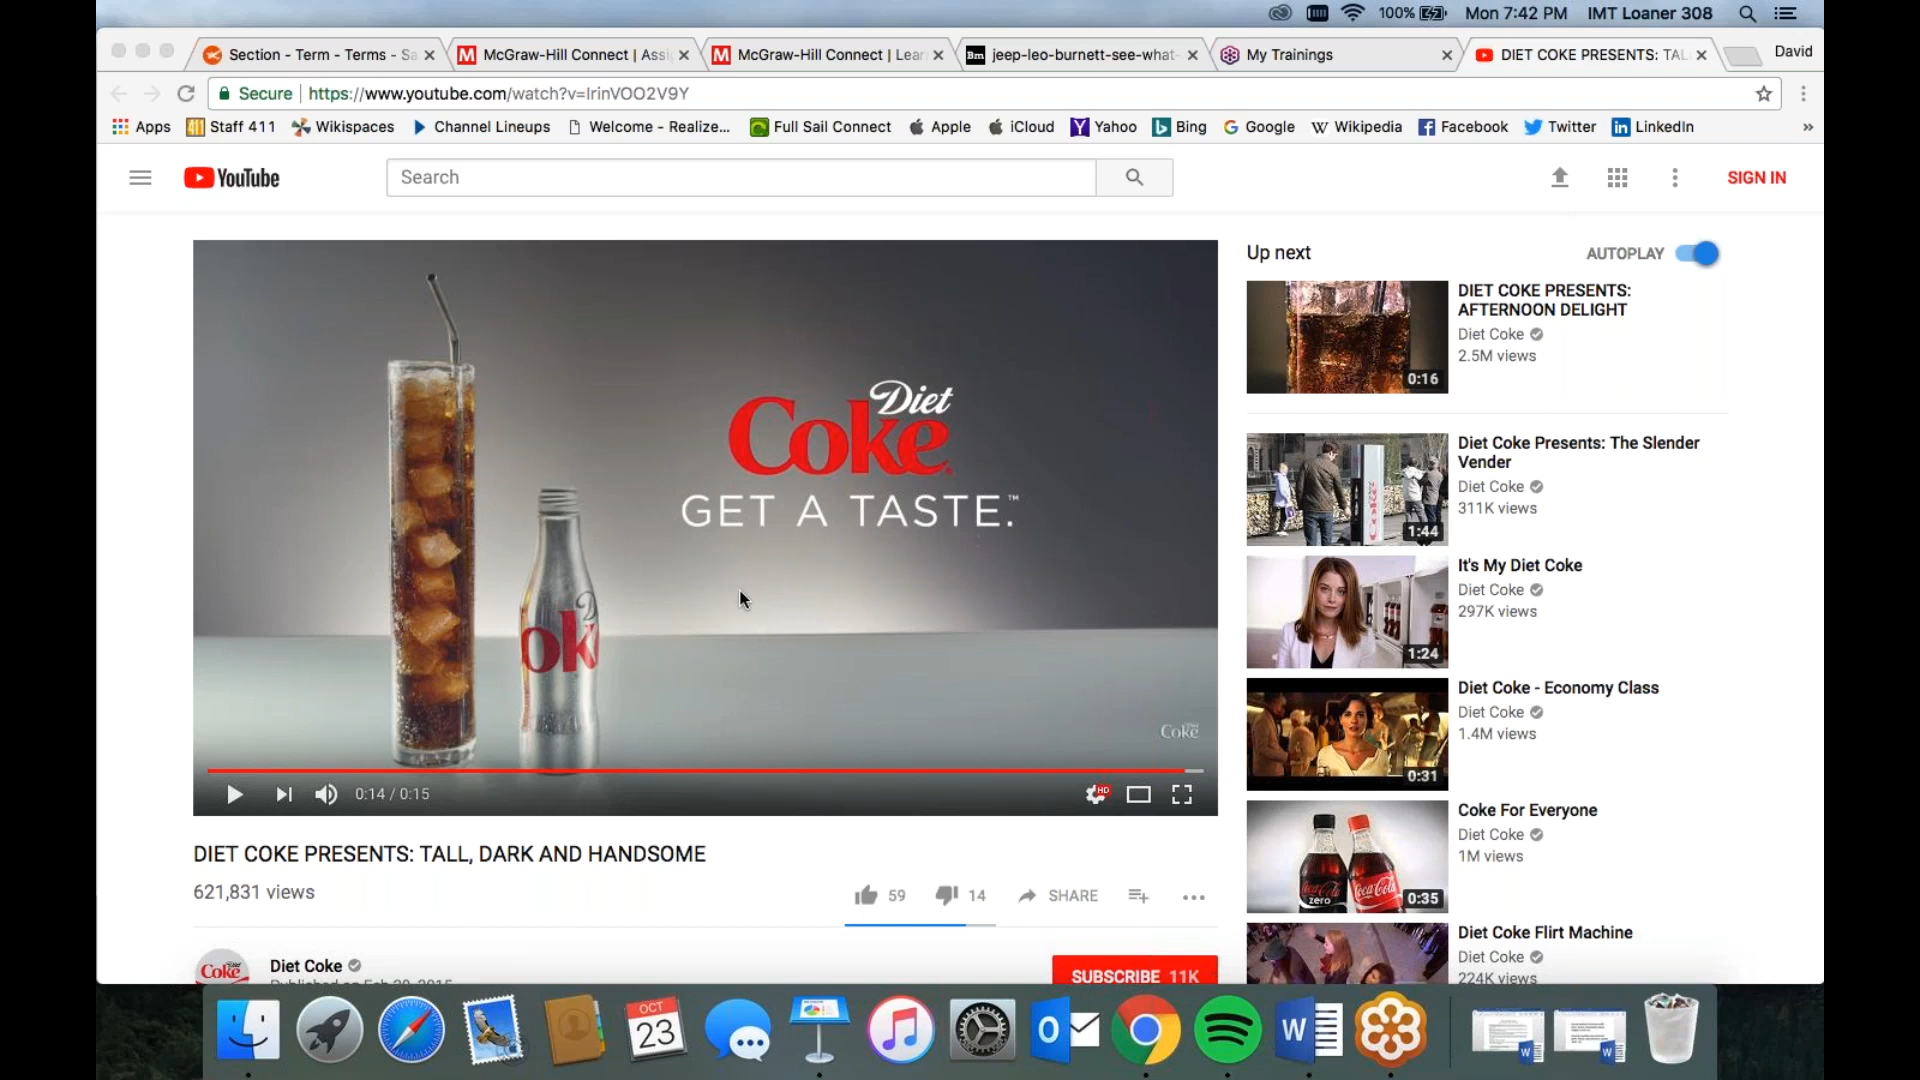 100% Mon 7:42 PM IMT Loaner 308
Section - Term - Terms - Sa
McGraw-Hill Connect | Assi
McGraw-Hill Connect | Lear
Bm jeep-leo-burnett-see-what-
My Trainings
DIET COKE PRESENTS: TAL
David
Secure https://www.youtube.com/watch?v=IrinVOO2V9Y
Apps Staff 411 Wikispaces Channel Lineups Welcome - Realize... Full Sail Connect Apple iCloud Yahoo Bing Google Wikipedia Facebook Twitter LinkedIn »
YouTube
Search
SIGN IN
Diet
Coke
GET A TASTE.™
ok
Diet
Coke
0:14 / 0:15
HD
DIET COKE PRESENTS: TALL, DARK AND HANDSOME
621,831 views
59 14 SHARE
Coke
Diet Coke
SUBSCRIBE 11K
Up next
AUTOPLAY
0:16
DIET COKE PRESENTS:
AFTERNOON DELIGHT
Diet Coke
2.5M views
1:44
Diet Coke Presents: The Slender
Vender
Diet Coke
311K views
1:24
It's My Diet Coke
Diet Coke
297K views
0:31
Diet Coke - Economy Class
Diet Coke
1.4M views
zero
Coca-Cola
0:35
Coke For Everyone
Diet Coke
1M views
Diet Coke Flirt Machine
Diet Coke
224K views
OCT
23